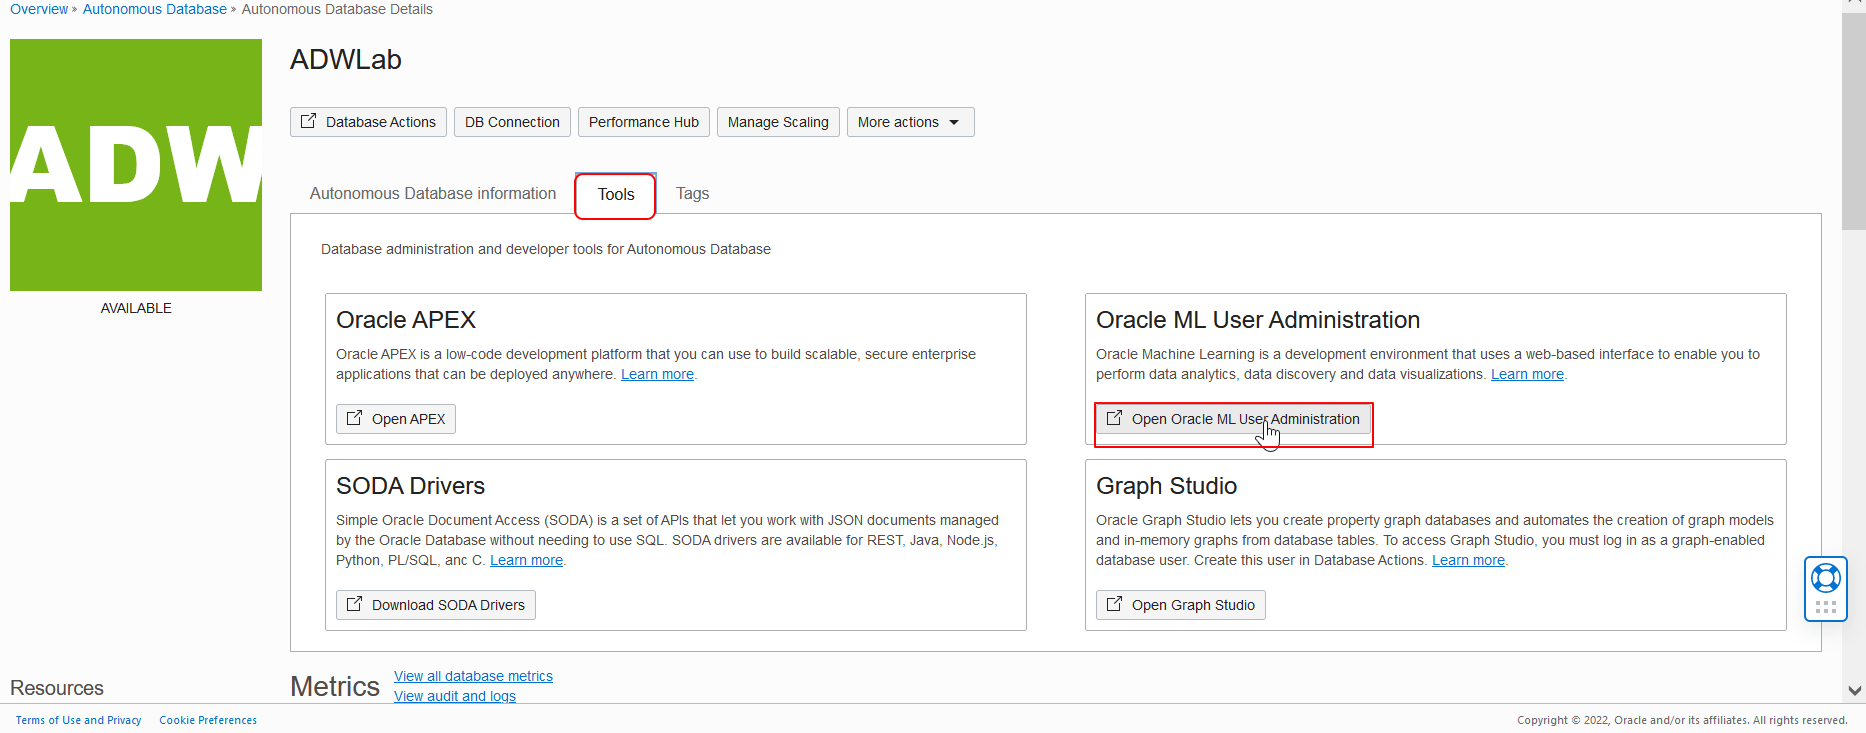 Overview » Autonomous Database » Autonomous Database Details
ADW
AVAILABLE
ADWLab
Database Actions
DB Connection
Performance Hub
Manage Scaling
More actions
Autonomous Database information
Tools
Tags
Database administration and developer tools for Autonomous Database
Oracle APEX
Oracle APEX is a low-code development platform that you can use to build scalable, secure enterprise
applications that can be deployed anywhere. Learn more.
Open APEX
Oracle ML User Administration
Oracle Machine Learning is a development environment that uses a web-based interface to enable you to
perform data analytics, data discovery and data visualizations. Learn more.
Open Oracle ML User Administration
SODA Drivers
Simple Oracle Document Access (SODA) is a set of APIs that let you work with JSON documents managed
by the Oracle Database without needing to use SQL. SODA drivers are available for REST, Java, Node.js,
Python, PL/SQL, anc C. Learn more.
Download SODA Drivers
Graph Studio
Oracle Graph Studio lets you create property graph databases and automates the creation of graph models
and in-memory graphs from database tables. To access Graph Studio, you must log in as a graph-enabled
database user. Create this user in Database Actions. Learn more.
Open Graph Studio
Resources
Metrics
View all database metrics
View audit and logs
Terms of Use and Privacy
Cookie Preferences
Copyright © 2022, Oracle and/or its affiliates. All rights reserved.